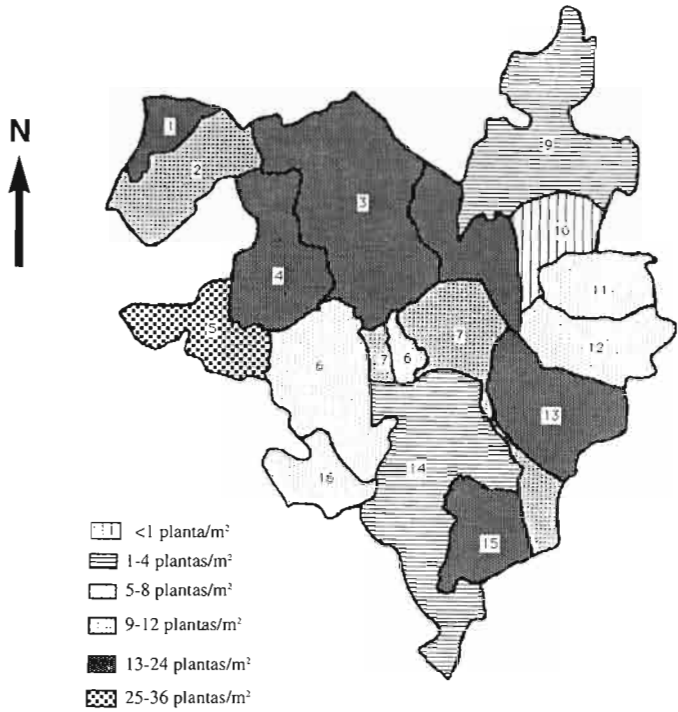 N
1
2
3
4
5
6
7
6
7
9
10
11
12
13
14
15
16
<1 planta/m²
1-4 plantas/m²
5-8 plantas/m²
9-12 plantas/m²
13-24 plantas/m²
25-36 plantas/m²